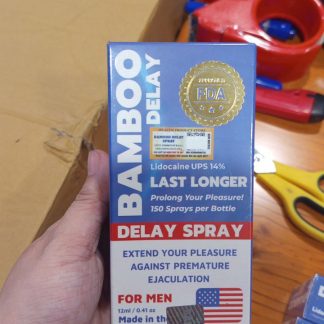 BAMBOO
DELAY
FDA
Lidocaine UPS 14%
LAST LONGER
Prolong Your Pleasure!
150 Sprays per Bottle
DELAY SPRAY
EXTEND YOUR PLEASURE
AGAINST PREMATURE
EJACULATION
FOR MEN
12ml / 0.41 oz
Made in the